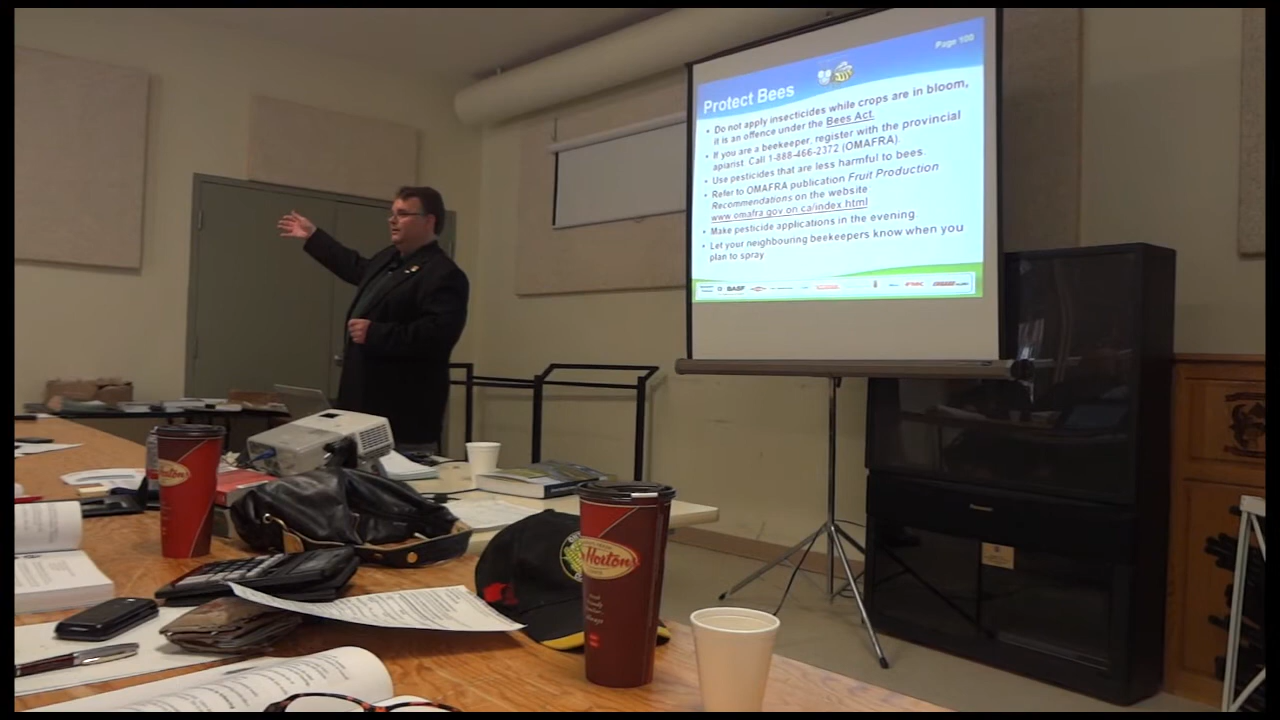 Page 100
Protect Bees
• Do not apply insecticides while crops are in bloom,
it is an offence under the Bees Act.
• If you are a beekeeper, register with the provincial
apiarist. Call 1-888-466-2372 (OMAFRA).
• Use pesticides that are less harmful to bees.
• Refer to OMAFRA publication Fruit Production
Recommendations on the website
www.omafra.gov.on.ca/index.html
• Make pesticide applications in the evening.
• Let your neighbouring beekeepers know when you
plan to spray
BASF
FMC
Panasonic
Horton
Horton